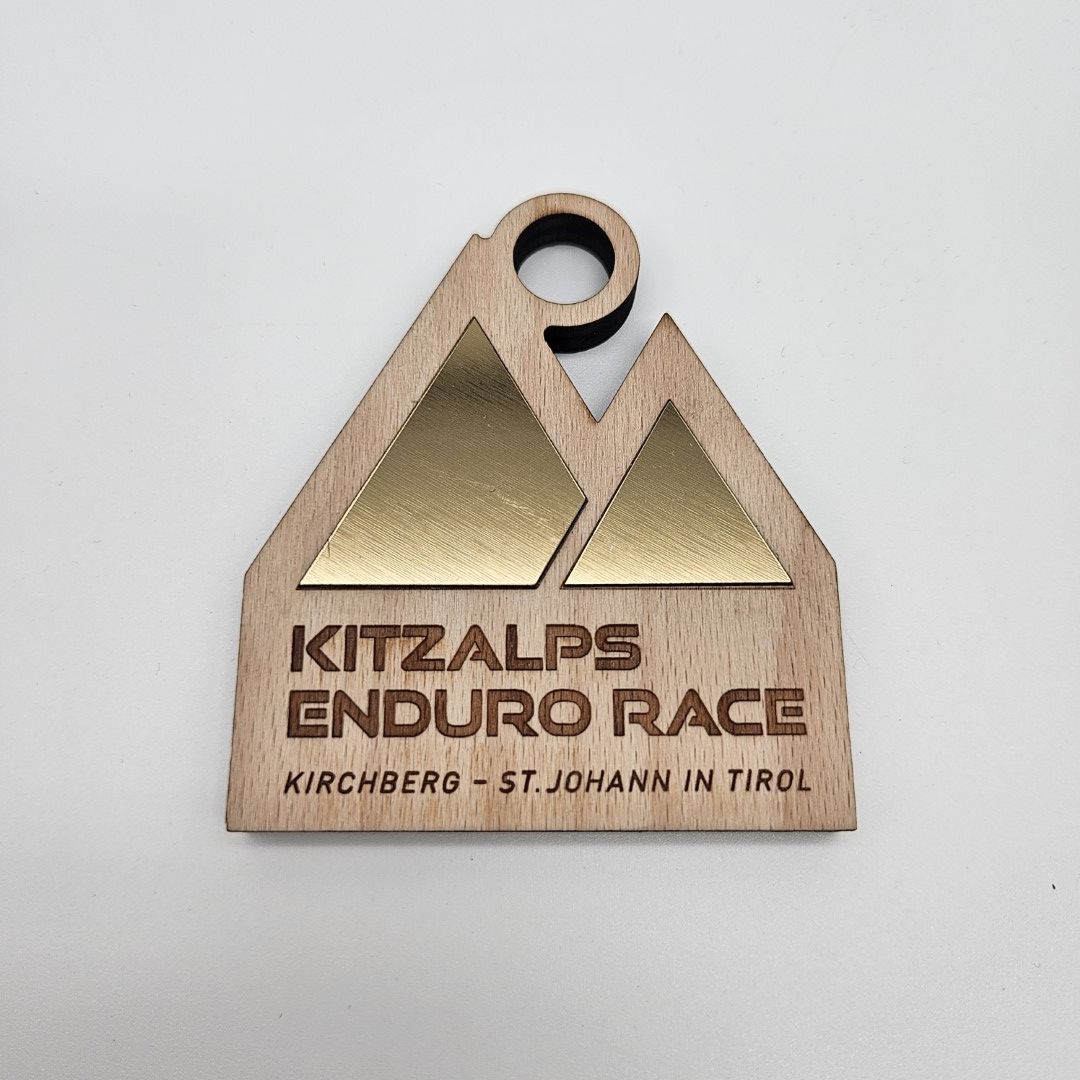 KITZALPS
ENDURO RACE
KIRCHBERG – ST. JOHANN IN TIROL